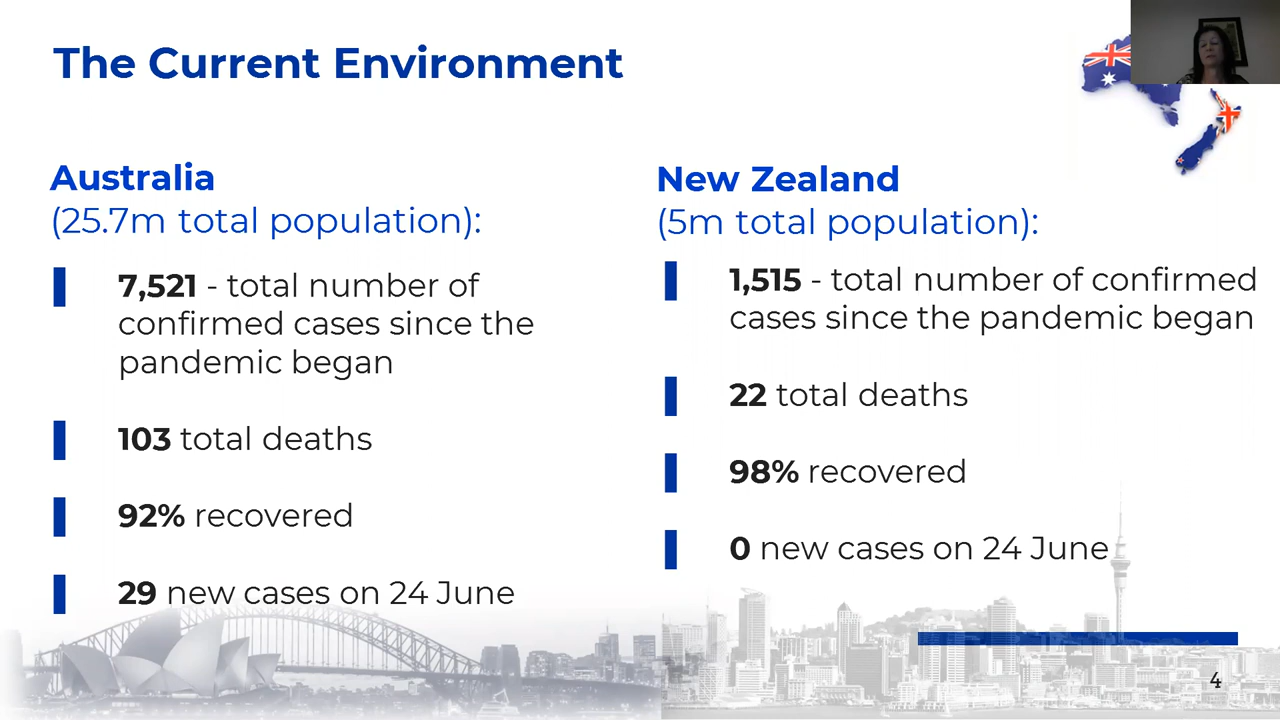 The Current Environment
Australia
(25.7m total population):
7,521 - total number of
confirmed cases since the
pandemic began
103 total deaths
92% recovered
29 new cases on 24 June
New Zealand
(5m total population):
1,515 - total number of confirmed
cases since the pandemic began
22 total deaths
98% recovered
0 new cases on 24 June
4